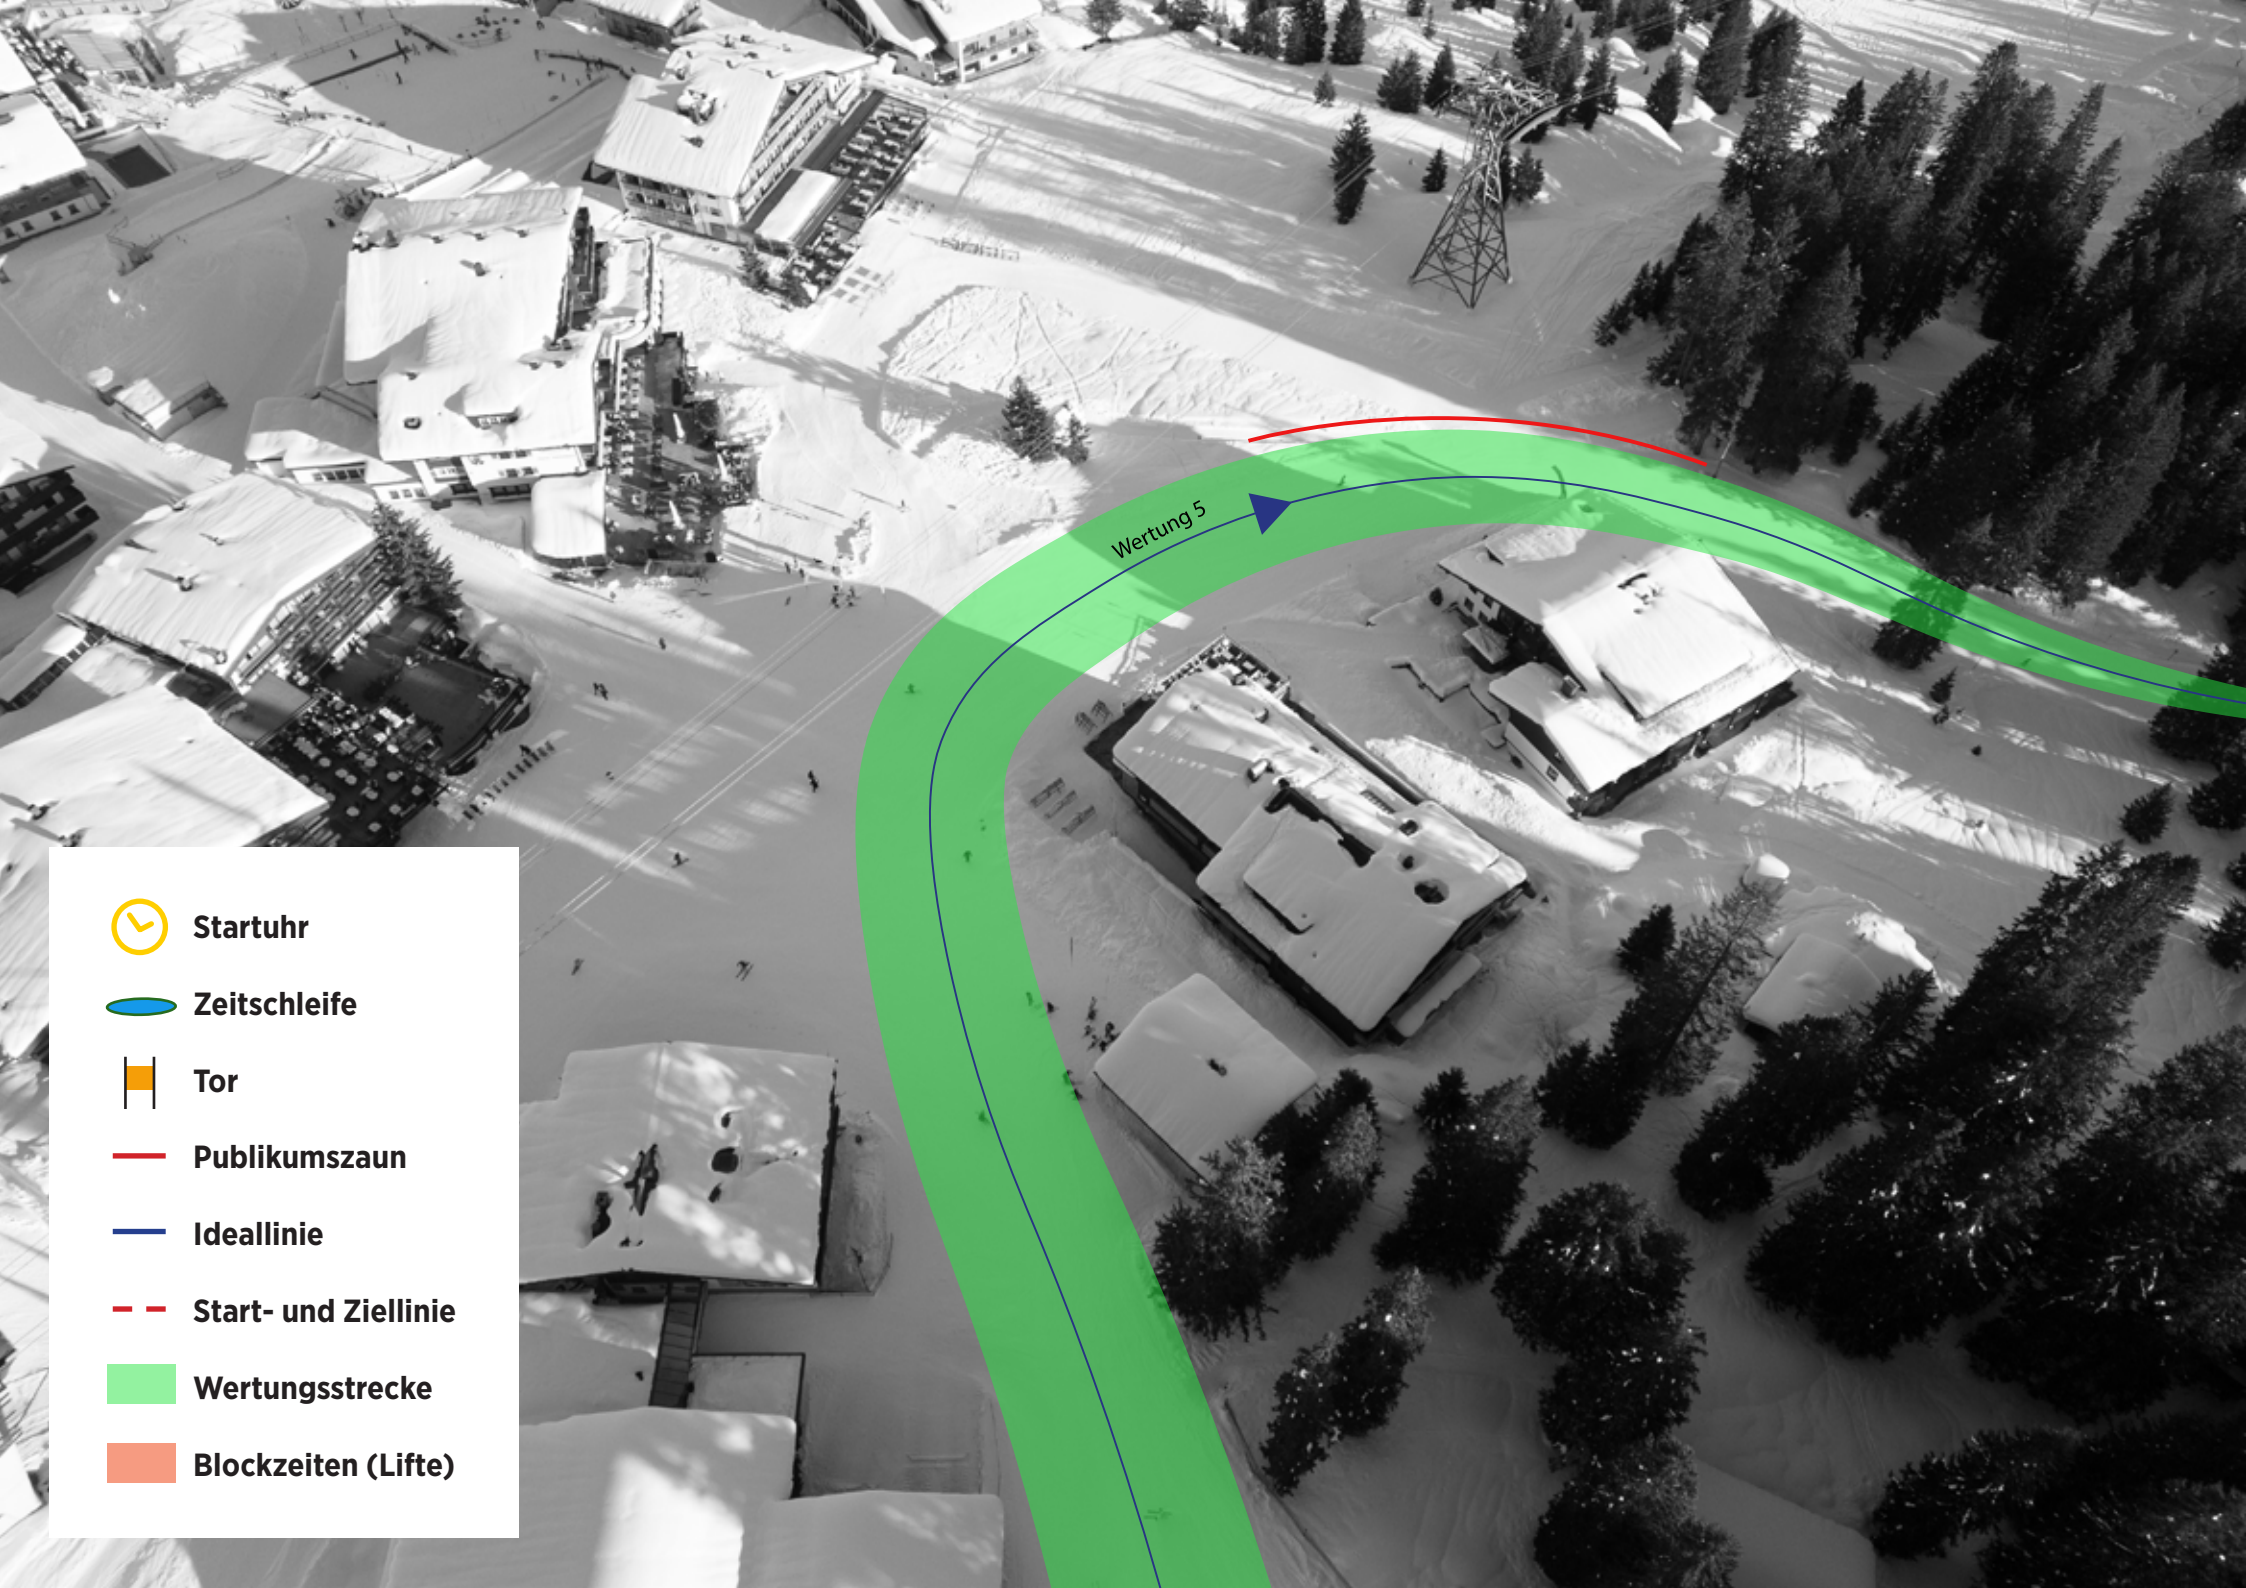 Wertung 5
Startuhr
Zeitschleife
Tor
Publikumszaun
Ideallinie
Start- und Ziellinie
Wertungsstrecke
Blockzeiten (Lifte)